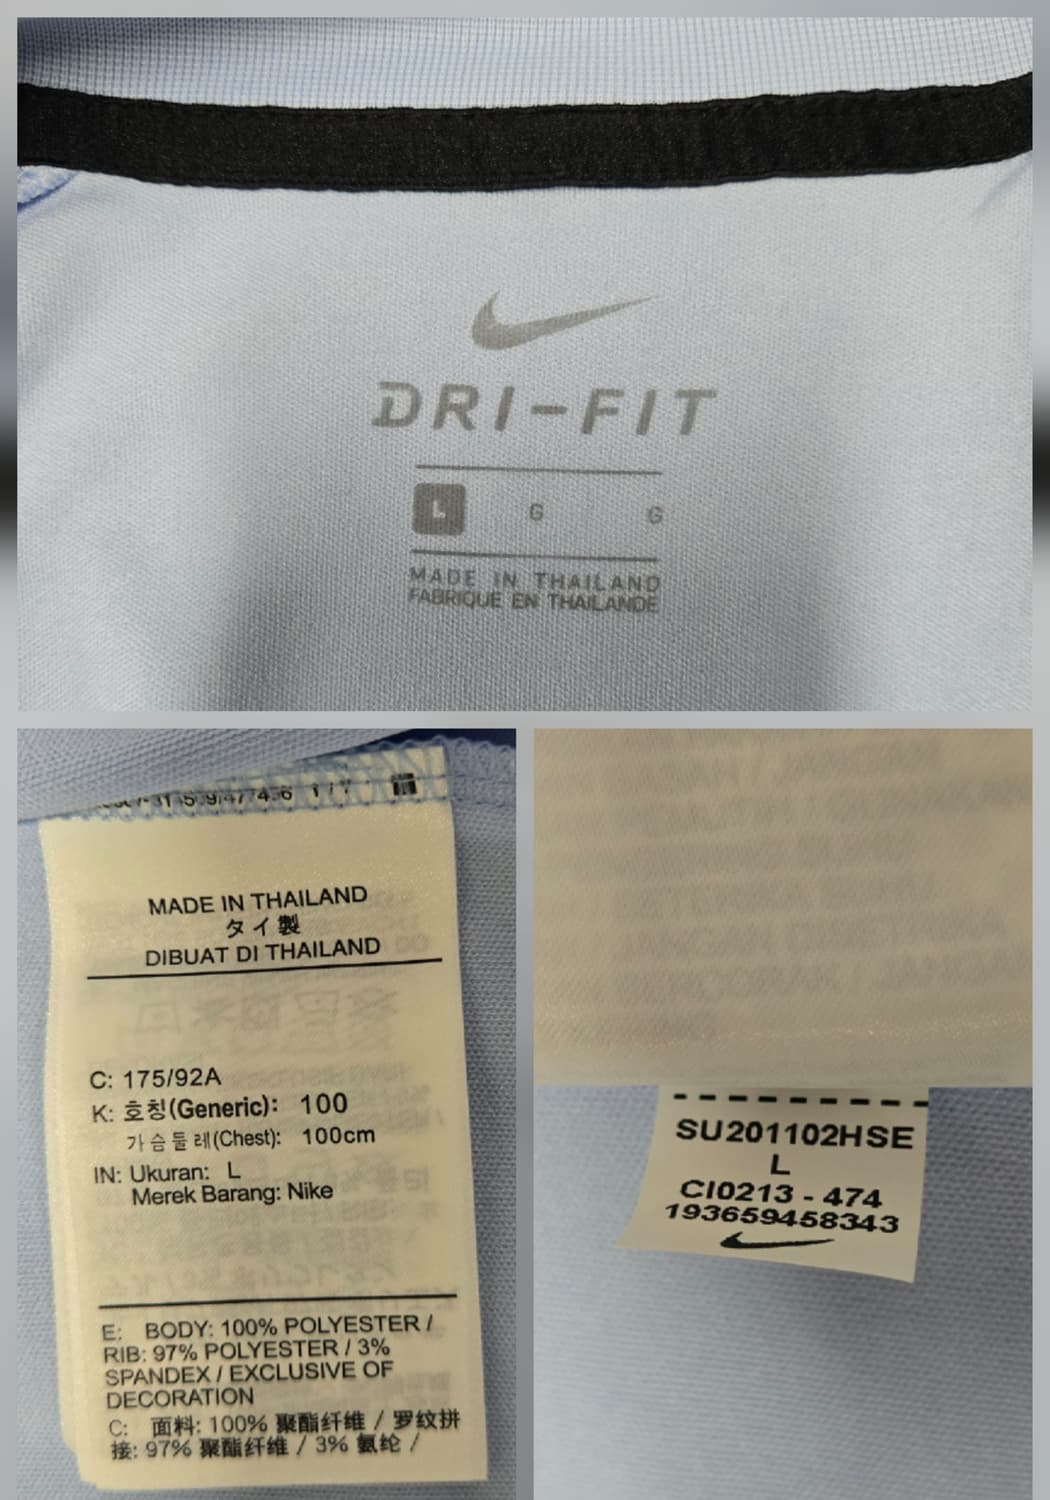 DRI-FIT
L G G
MADE IN THAILAND
FABRIQUE EN THAILANDE
MADE IN THAILAND
タイ製
DIBUAT DI THAILAND
C: 175/92A
K: 호칭(Generic): 100
가슴둘레(Chest): 100cm
IN: Ukuran: L
Merek Barang: Nike
E: BODY: 100% POLYESTER /
RIB: 97% POLYESTER / 3%
SPANDEX / EXCLUSIVE OF
DECORATION
C: 面料: 100% 聚酯纤维 / 罗纹拼
接: 97% 聚酯纤维 / 3% 氨纶 /
SU201102HSE
L
CI0213 - 474
193659458343